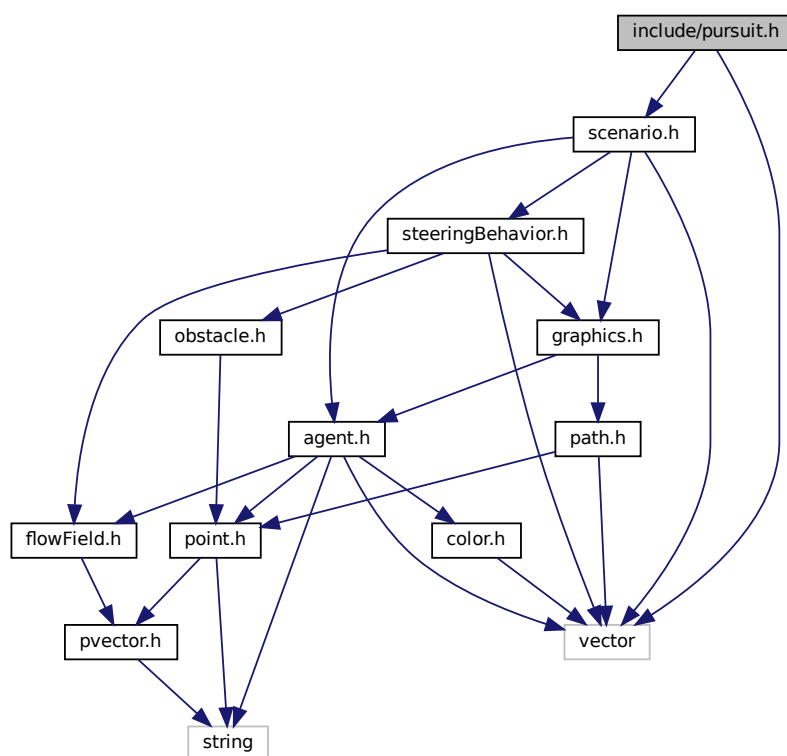 include/pursuit.h
scenario.h
steeringBehavior.h
obstacle.h
graphics.h
agent.h
path.h
flowField.h
point.h
color.h
pvector.h
vector
string